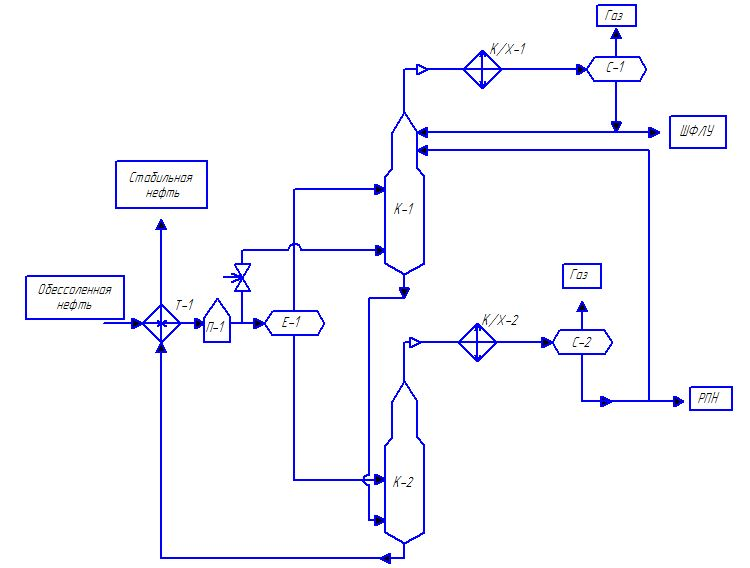 Газ
К/Х-1
С-1
ШФЛУ
Стабильная
нефть
К-1
Газ
Обессоленная
нефть
Т-1
П-1
Е-1
К/Х-2
С-2
РПН
К-2